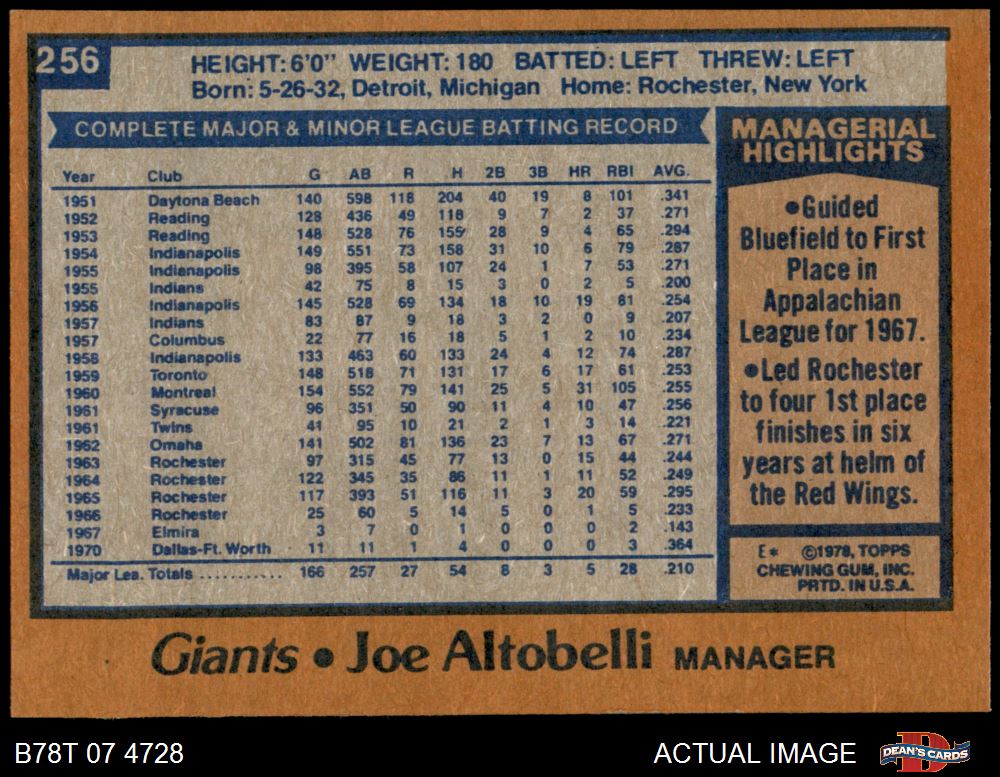 256
HEIGHT: 6'0" WEIGHT: 180 BATTED: LEFT THREW: LEFT
Born: 5-26-32, Detroit, Michigan Home: Rochester, New York
COMPLETE MAJOR & MINOR LEAGUE BATTING RECORD
Year Club G AB R H 2B 3B HR RBI AVG.
1951 Daytona Beach 140 598 118 204 40 19 8 101 .341
1952 Reading 128 436 49 118 9 7 2 37 .271
1953 Reading 148 528 76 155 28 9 4 65 .294
1954 Indianapolis 149 551 73 158 31 10 6 79 .287
1955 Indianapolis 98 395 58 107 24 1 7 53 .271
1955 Indians 42 75 8 15 3 0 2 5 .200
1956 Indianapolis 145 528 69 134 18 10 19 81 .254
1957 Indians 83 87 9 18 3 2 0 9 .207
1957 Columbus 22 77 16 18 5 1 2 10 .234
1958 Indianapolis 133 463 60 133 24 4 12 74 .287
1959 Toronto 148 518 71 131 17 6 17 61 .253
1960 Montreal 154 552 79 141 25 5 31 105 .255
1961 Syracuse 96 351 50 90 11 4 10 47 .256
1961 Twins 41 95 10 21 2 1 3 14 .221
1962 Omaha 141 502 81 136 23 7 13 67 .271
1963 Rochester 97 315 45 77 13 0 15 44 .244
1964 Rochester 122 345 35 86 11 1 11 52 .249
1965 Rochester 117 393 51 116 11 3 20 59 .295
1966 Rochester 25 60 5 14 5 0 1 5 .233
1967 Elmira 3 7 0 1 0 0 0 2 .143
1970 Dallas-Ft. Worth 11 11 1 4 0 0 0 3 .364
Major Lea. Totals ........... 166 257 27 54 8 3 5 28 .210
MANAGERIAL
HIGHLIGHTS
•Guided
Bluefield to First
Place in
Appalachian
League for 1967.
•Led Rochester
to four 1st place
finishes in six
years at helm of
the Red Wings.
E* ©1978, TOPPS
CHEWING GUM, INC.
PRTD. IN U.S.A.
Giants • Joe Altobelli MANAGER
B78T 07 4728
ACTUAL IMAGE
DEAN'S CARDS